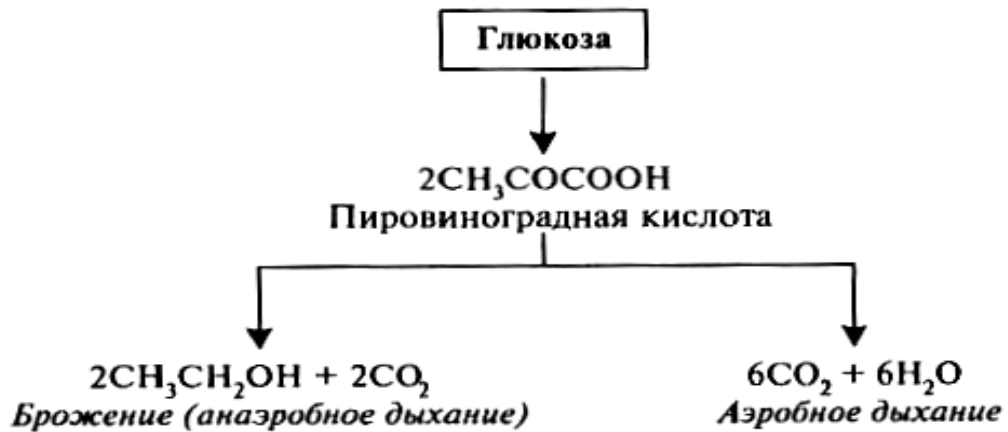 Глюкоза
2CH₃COCOOH
Пировиноградная кислота
2CH₃CH₂OH + 2CO₂
Брожение (анаэробное дыхание)
6CO₂ + 6H₂O
Аэробное дыхание